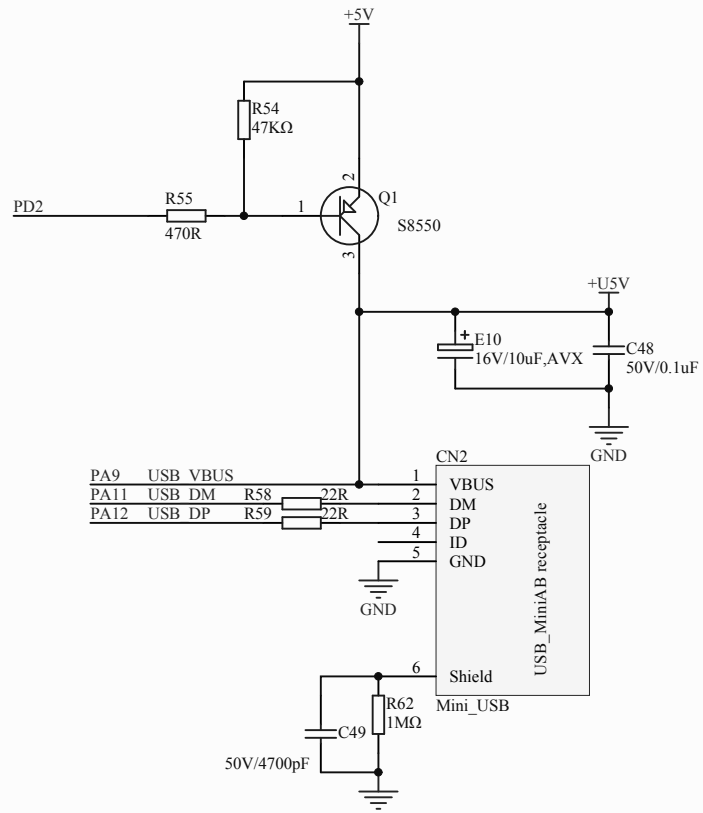 +5V
R54
47KΩ
2
Q1
S8550
PD2
R55
470R
1
3
+U5V
E10
16V/10uF,AVX
C48
50V/0.1uF
GND
CN2
PA9 USB_VBUS 1 VBUS
PA11 USB_DM R58 22R 2 DM
PA12 USB_DP R59 22R 3 DP
4 ID
5 GND
GND
USB_MiniAB receptacle
6 Shield
Mini_USB
R62
1MΩ
C49
50V/4700pF